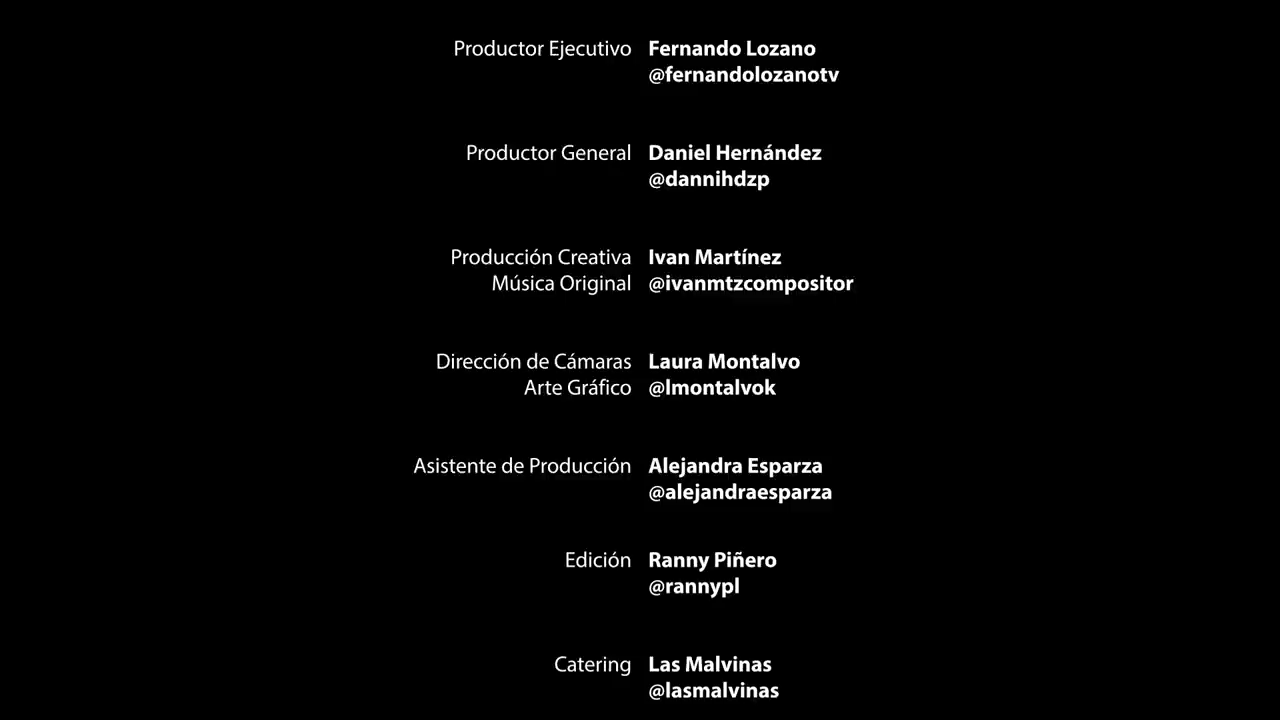 Productor Ejecutivo Fernando Lozano
@fernandolozanotv
Productor General Daniel Hernández
@dannihdzp
Producción Creativa Ivan Martínez
Música Original @ivanmtzcompositor
Dirección de Cámaras Laura Montalvo
Arte Gráfico @lmontalvok
Asistente de Producción Alejandra Esparza
@alejandraesparza
Edición Ranny Piñero
@rannypl
Catering Las Malvinas
@lasmalvinas